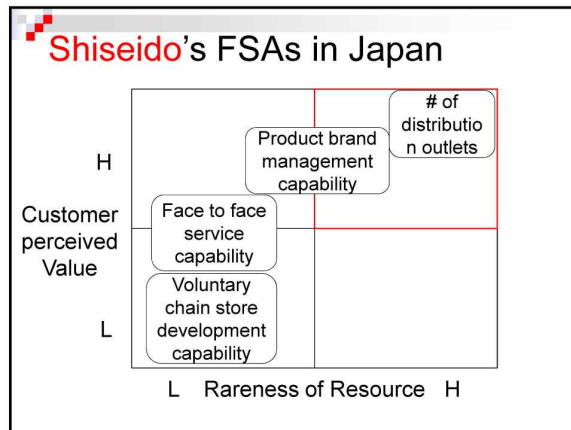 Shiseido's FSAs in Japan
# of
distributio
n outlets
Product brand
management
capability
H
Customer
perceived
Value
Face to face
service
capability
Voluntary
chain store
development
capability
L
L Rareness of Resource H